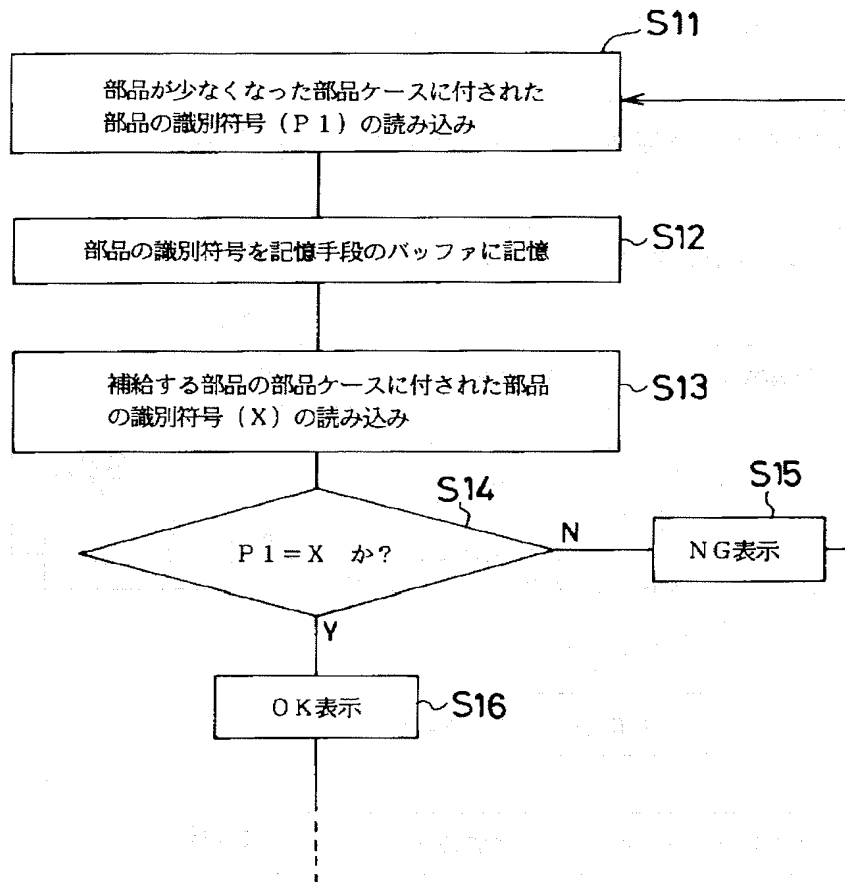 S11
部品が少なくなった部品ケースに付された
部品の識別符号（Ｐ１）の読み込み
部品の識別符号を記憶手段のバッファに記憶
S12
補給する部品の部品ケースに付された部品
の識別符号（Ｘ）の読み込み
S13
S14
Ｐ１＝Ｘ　か？
N
S15
ＮＧ表示
Y
ＯＫ表示
S16